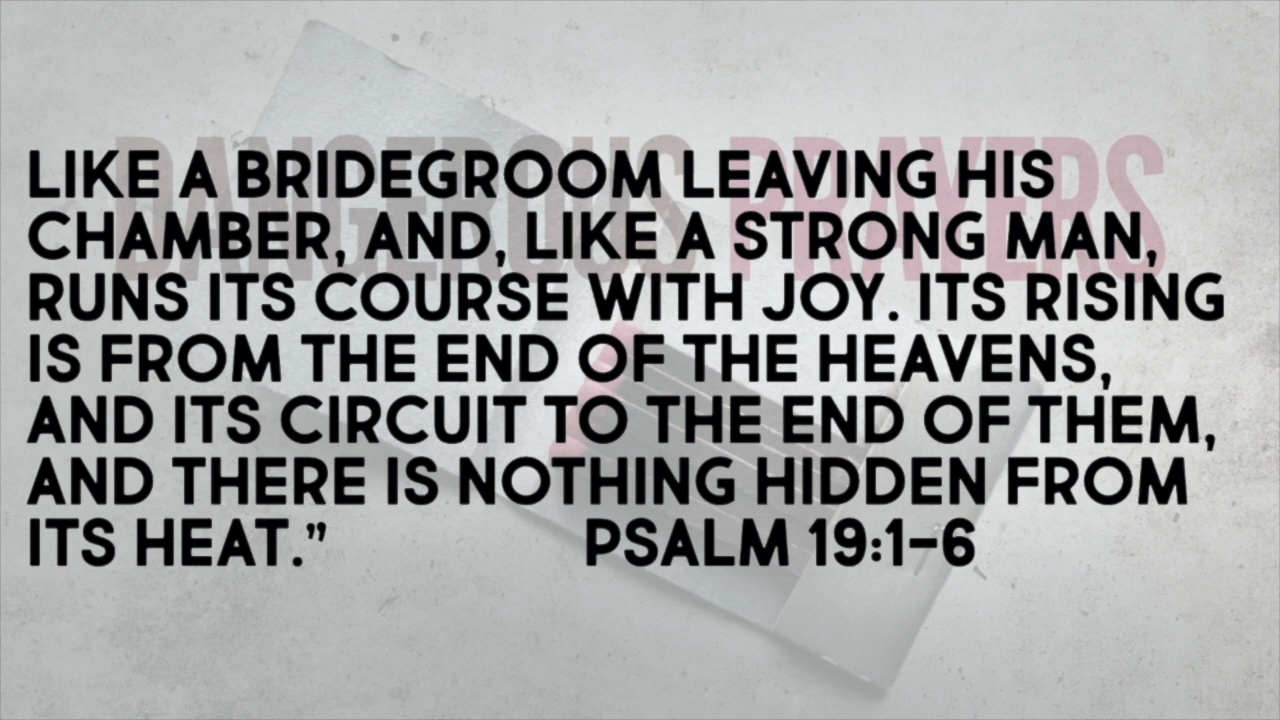 DANGEROUS PRAYERS
LIKE A BRIDEGROOM LEAVING HIS
CHAMBER, AND, LIKE A STRONG MAN,
RUNS ITS COURSE WITH JOY. ITS RISING
IS FROM THE END OF THE HEAVENS,
AND ITS CIRCUIT TO THE END OF THEM,
AND THERE IS NOTHING HIDDEN FROM
ITS HEAT.” PSALM 19:1-6